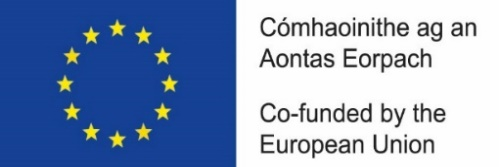 Cómhaoinithe ag an
Aontas Eorpach
Co-funded by the
European Union